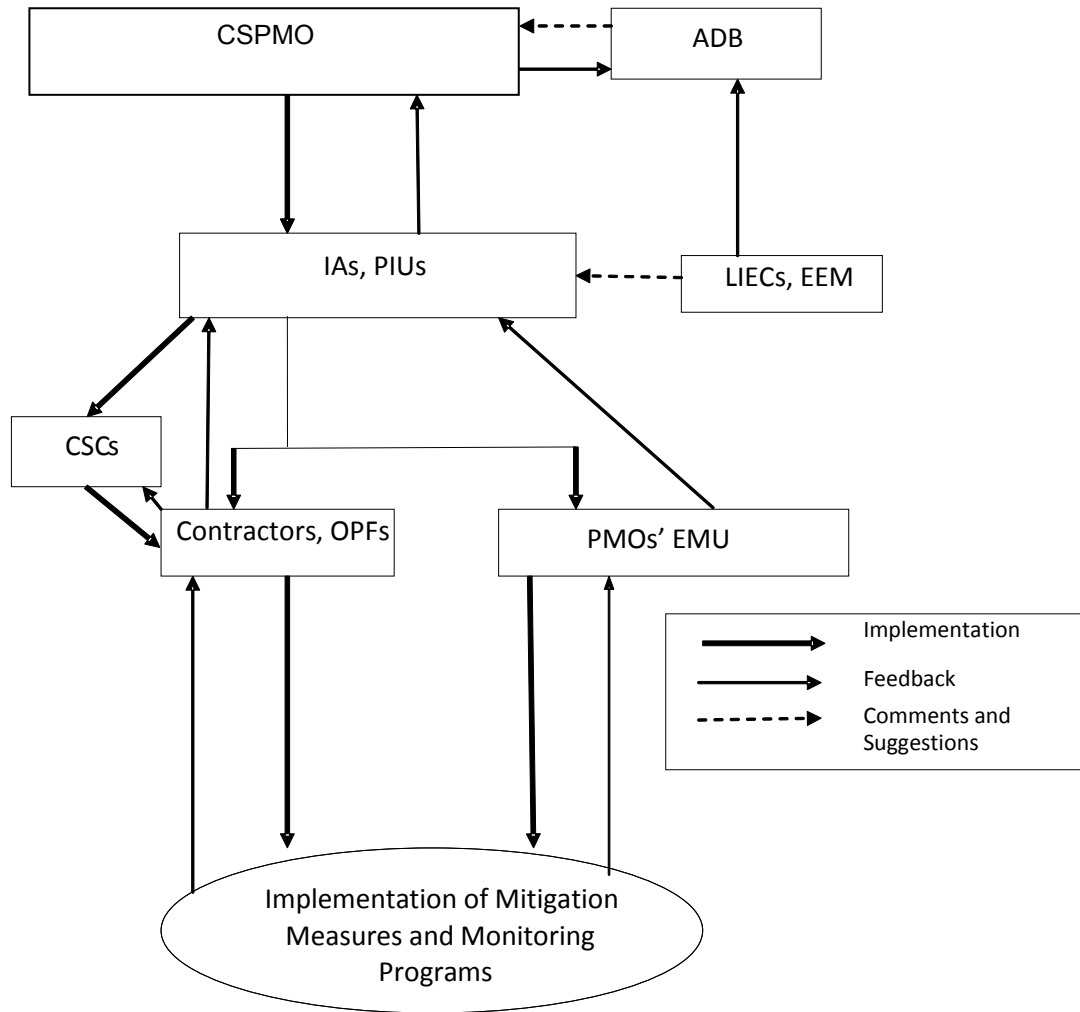 CSPMO
ADB
IAs, PIUs
LIECs, EEM
CSCs
Contractors, OPFs
PMOs’ EMU
Implementation
Feedback
Comments and
Suggestions
Implementation of Mitigation
Measures and Monitoring
Programs